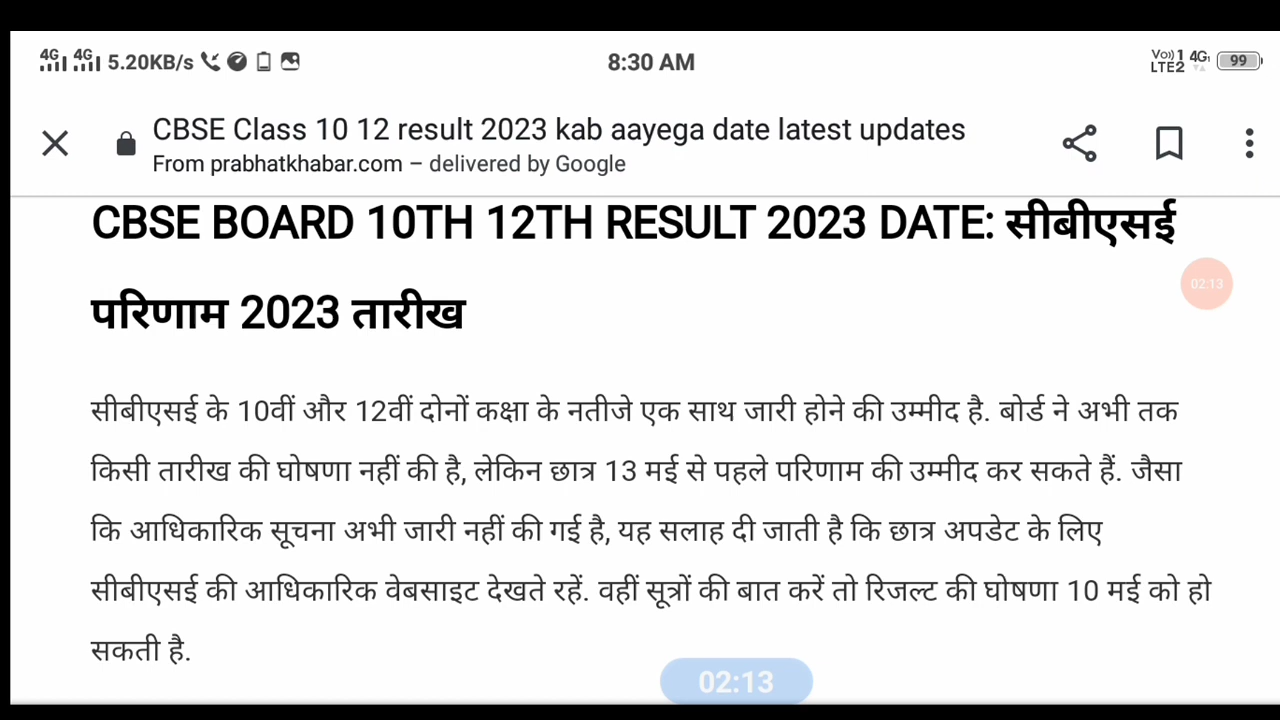 4G 4G 5.20KB/s 8:30 AM Vo)) 1 LTE2 4G 99
CBSE Class 10 12 result 2023 kab aayega date latest updates
From prabhatkhabar.com – delivered by Google
CBSE BOARD 10TH 12TH RESULT 2023 DATE: सीबीएसई
परिणाम 2023 तारीख
02:13
सीबीएसई के 10वीं और 12वीं दोनों कक्षा के नतीजे एक साथ जारी होने की उम्मीद है. बोर्ड ने अभी तक
किसी तारीख की घोषणा नहीं की है, लेकिन छात्र 13 मई से पहले परिणाम की उम्मीद कर सकते हैं. जैसा
कि आधिकारिक सूचना अभी जारी नहीं की गई है, यह सलाह दी जाती है कि छात्र अपडेट के लिए
सीबीएसई की आधिकारिक वेबसाइट देखते रहें. वहीं सूत्रों की बात करें तो रिजल्ट की घोषणा 10 मई को हो
सकती है.
02:13